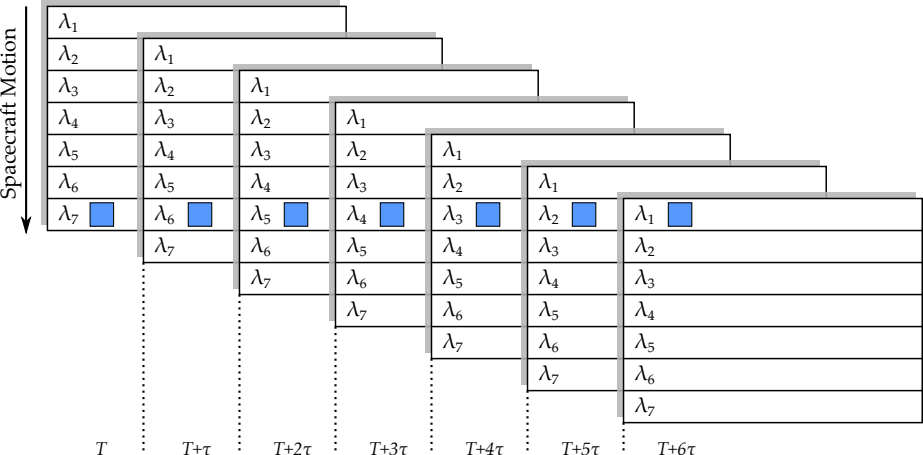 Spacecraft Motion
λ1
λ2 λ1
λ3 λ2 λ1
λ4 λ3 λ2 λ1
λ5 λ4 λ3 λ2 λ1
λ6 λ5 λ4 λ3 λ2 λ1
λ7 λ6 λ5 λ4 λ3 λ2 λ1
λ7 λ6 λ5 λ4 λ3 λ2
λ7 λ6 λ5 λ4 λ3
λ7 λ6 λ5 λ4
λ7 λ6 λ5
λ7 λ6
λ7
T T+τ T+2τ T+3τ T+4τ T+5τ T+6τ